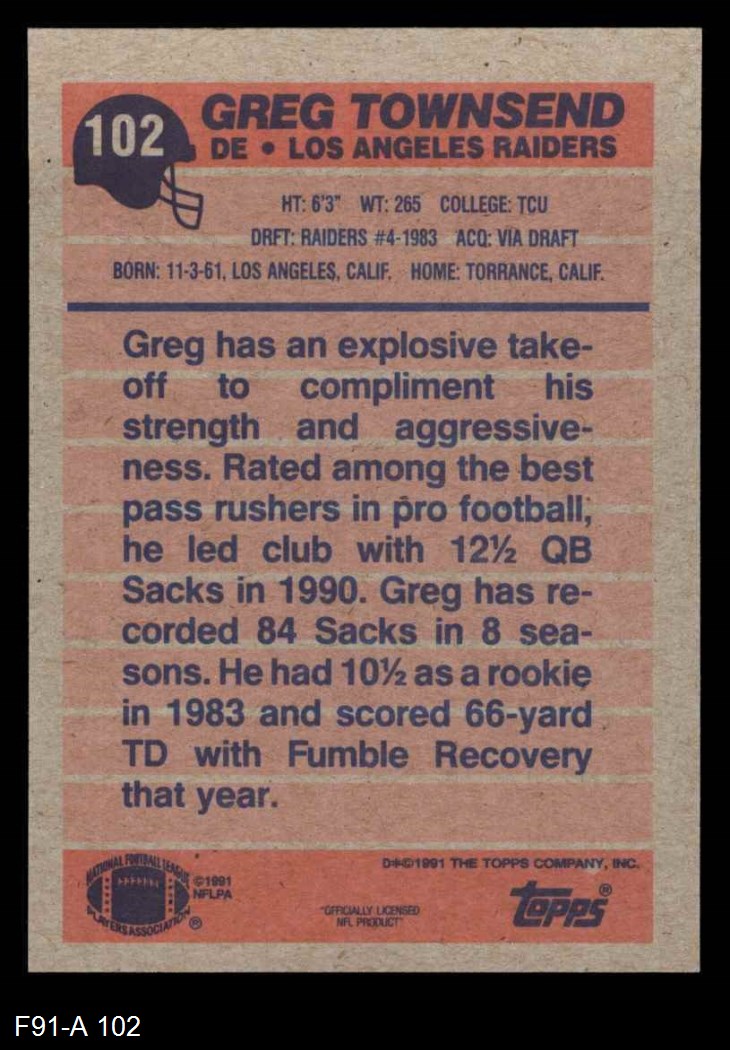 102
GREG TOWNSEND
DE • LOS ANGELES RAIDERS
HT: 6'3" WT: 265 COLLEGE: TCU
DRFT: RAIDERS #4-1983 ACQ: VIA DRAFT
BORN: 11-3-61, LOS ANGELES, CALIF. HOME: TORRANCE, CALIF.
Greg has an explosive take-
off to compliment his
strength and aggressive-
ness. Rated among the best
pass rushers in pro football,
he led club with 12½ QB
Sacks in 1990. Greg has re-
corded 84 Sacks in 8 sea-
sons. He had 10½ as a rookie
in 1983 and scored 66-yard
TD with Fumble Recovery
that year.
NATIONAL FOOTBALL LEAGUE
PLAYERS ASSOCIATION ®
©1991
NFLPA
"OFFICIALLY LICENSED
NFL PRODUCT"
D**©1991 THE TOPPS COMPANY, INC.
topps®
F91-A 102